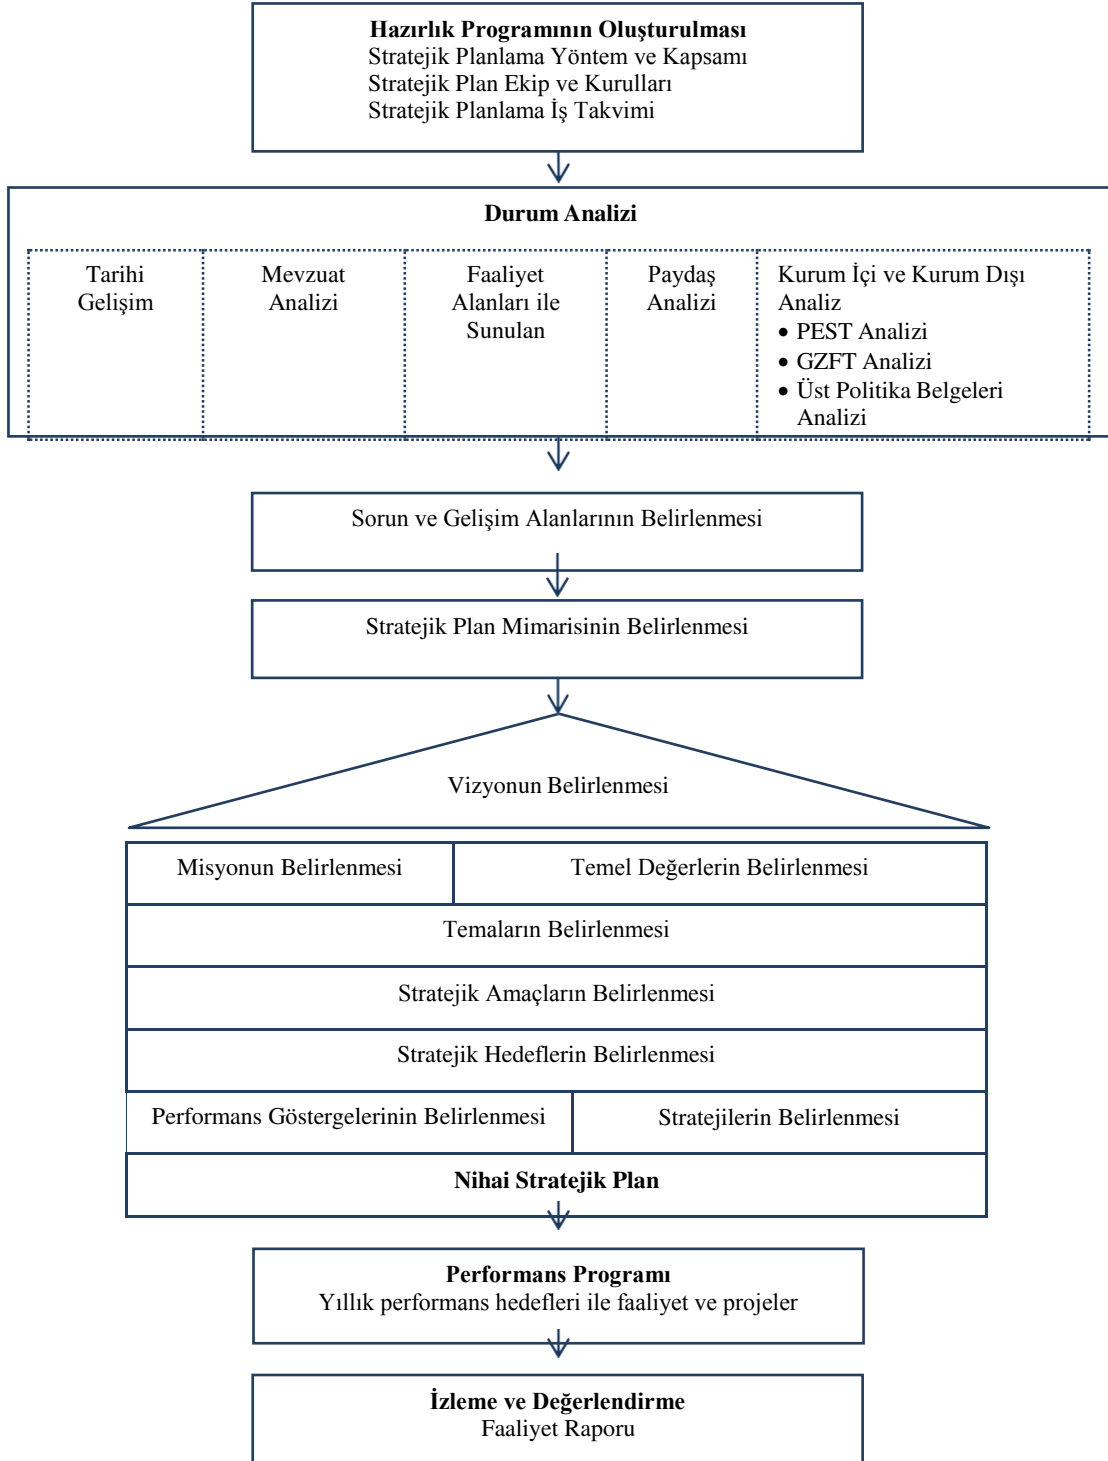 Hazırlık Programının Oluşturulması
Stratejik Planlama Yöntem ve Kapsamı
Stratejik Plan Ekip ve Kurulları
Stratejik Planlama İş Takvimi
Durum Analizi
Tarihi
Gelişim
Mevzuat
Analizi
Faaliyet
Alanları ile
Sunulan
Paydaş
Analizi
Kurum İçi ve Kurum Dışı
Analiz
• PEST Analizi
• GZFT Analizi
• Üst Politika Belgeleri
Analizi
Sorun ve Gelişim Alanlarının Belirlenmesi
Stratejik Plan Mimarisinin Belirlenmesi
Vizyonun Belirlenmesi
Misyonun Belirlenmesi
Temel Değerlerin Belirlenmesi
Temaların Belirlenmesi
Stratejik Amaçların Belirlenmesi
Stratejik Hedeflerin Belirlenmesi
Performans Göstergelerinin Belirlenmesi
Stratejilerin Belirlenmesi
Nihai Stratejik Plan
Performans Programı
Yıllık performans hedefleri ile faaliyet ve projeler
İzleme ve Değerlendirme
Faaliyet Raporu